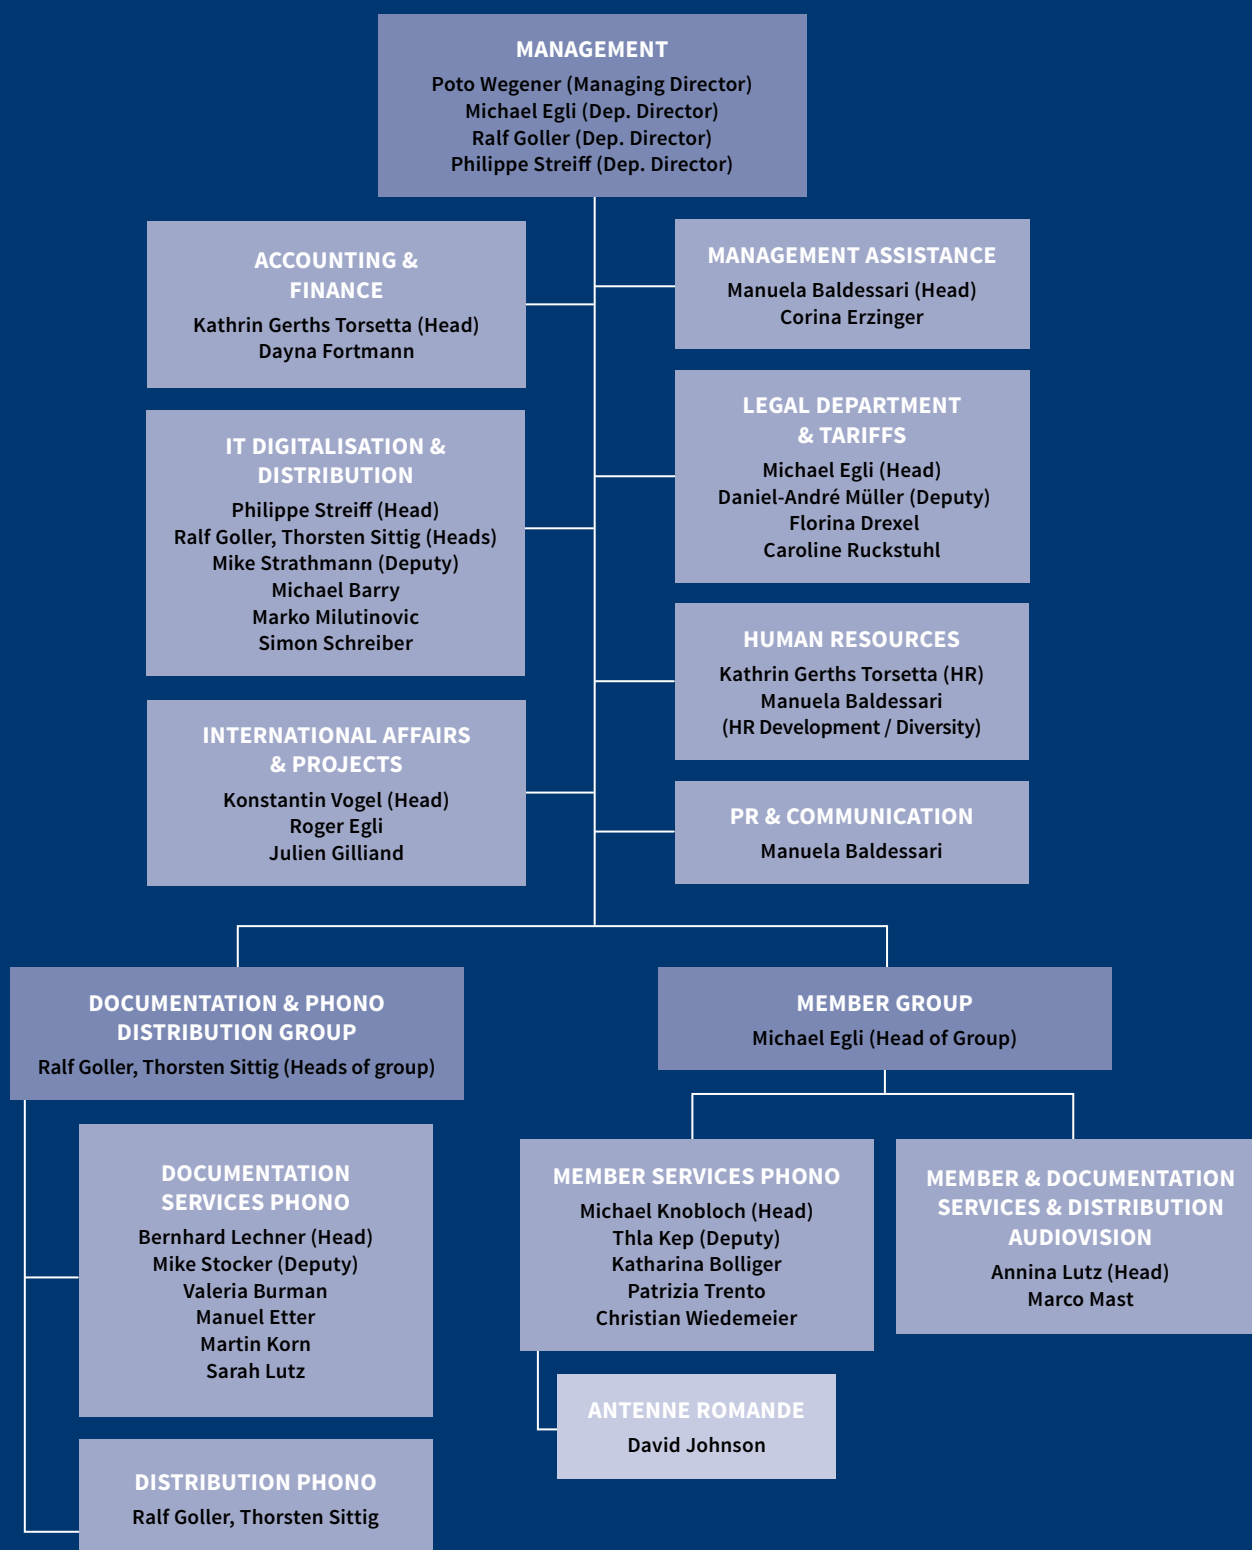 MANAGEMENT
Poto Wegener (Managing Director)
Michael Egli (Dep. Director)
Ralf Goller (Dep. Director)
Philippe Streiff (Dep. Director)
ACCOUNTING &
FINANCE
Kathrin Gerths Torsetta (Head)
Dayna Fortmann
MANAGEMENT ASSISTANCE
Manuela Baldessari (Head)
Corina Erzinger
IT DIGITALISATION &
DISTRIBUTION
Philippe Streiff (Head)
Ralf Goller, Thorsten Sittig (Heads)
Mike Strathmann (Deputy)
Michael Barry
Marko Milutinovic
Simon Schreiber
LEGAL DEPARTMENT
& TARIFFS
Michael Egli (Head)
Daniel-André Müller (Deputy)
Florina Drexel
Caroline Ruckstuhl
HUMAN RESOURCES
Kathrin Gerths Torsetta (HR)
Manuela Baldessari
(HR Development / Diversity)
INTERNATIONAL AFFAIRS
& PROJECTS
Konstantin Vogel (Head)
Roger Egli
Julien Gilliand
PR & COMMUNICATION
Manuela Baldessari
DOCUMENTATION & PHONO
DISTRIBUTION GROUP
Ralf Goller, Thorsten Sittig (Heads of group)
MEMBER GROUP
Michael Egli (Head of Group)
DOCUMENTATION
SERVICES PHONO
Bernhard Lechner (Head)
Mike Stocker (Deputy)
Valeria Burman
Manuel Etter
Martin Korn
Sarah Lutz
MEMBER SERVICES PHONO
Michael Knobloch (Head)
Thla Kep (Deputy)
Katharina Bolliger
Patrizia Trento
Christian Wiedemeier
MEMBER & DOCUMENTATION
SERVICES & DISTRIBUTION
AUDIOVISION
Annina Lutz (Head)
Marco Mast
ANTENNE ROMANDE
David Johnson
DISTRIBUTION PHONO
Ralf Goller, Thorsten Sittig